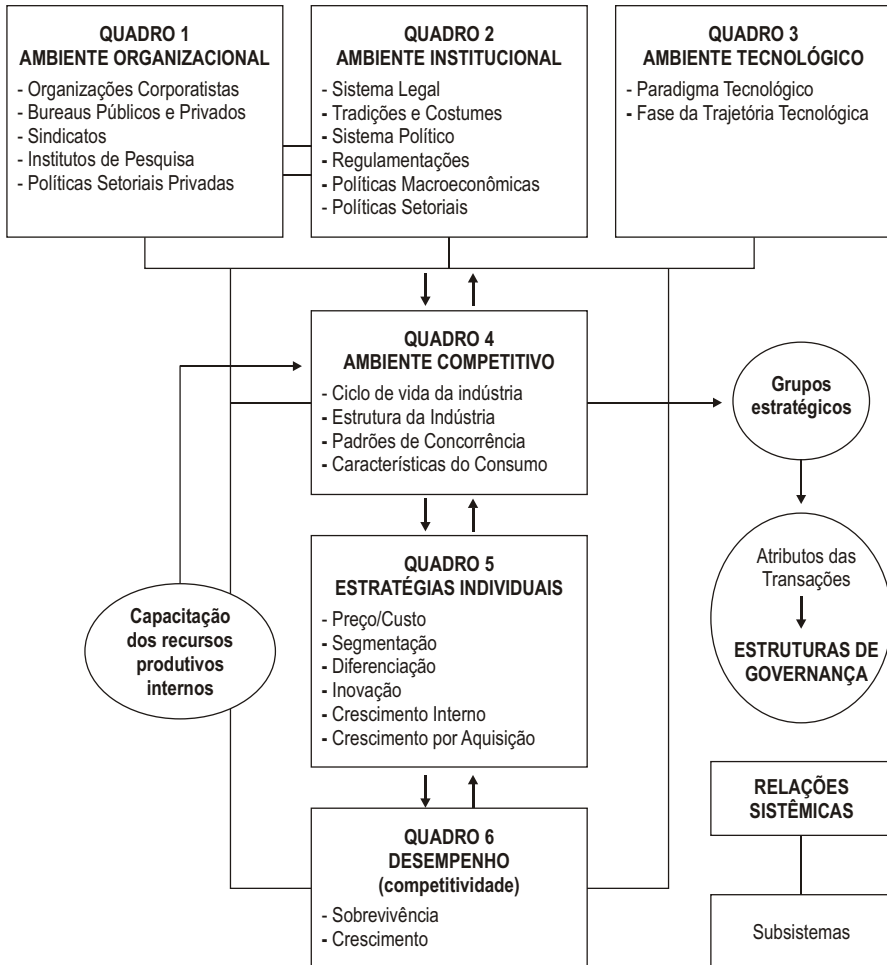 QUADRO 1
AMBIENTE ORGANIZACIONAL
- Organizações Corporatistas
- Bureaus Públicos e Privados
- Sindicatos
- Institutos de Pesquisa
- Políticas Setoriais Privadas
QUADRO 2
AMBIENTE INSTITUCIONAL
- Sistema Legal
- Tradições e Costumes
- Sistema Político
- Regulamentações
- Políticas Macroeconômicas
- Políticas Setoriais
QUADRO 3
AMBIENTE TECNOLÓGICO
- Paradigma Tecnológico
- Fase da Trajetória Tecnológica
QUADRO 4
AMBIENTE COMPETITIVO
- Ciclo de vida da indústria
- Estrutura da Indústria
- Padrões de Concorrência
- Características do Consumo
Grupos
estratégicos
QUADRO 5
ESTRATÉGIAS INDIVIDUAIS
- Preço/Custo
- Segmentação
- Diferenciação
- Inovação
- Crescimento Interno
- Crescimento por Aquisição
Capacitação
dos recursos
produtivos
internos
Atributos das
Transações
ESTRUTURAS DE
GOVERNANÇA
QUADRO 6
DESEMPENHO
(competitividade)
- Sobrevivência
- Crescimento
RELAÇÕES
SISTÊMICAS
Subsistemas